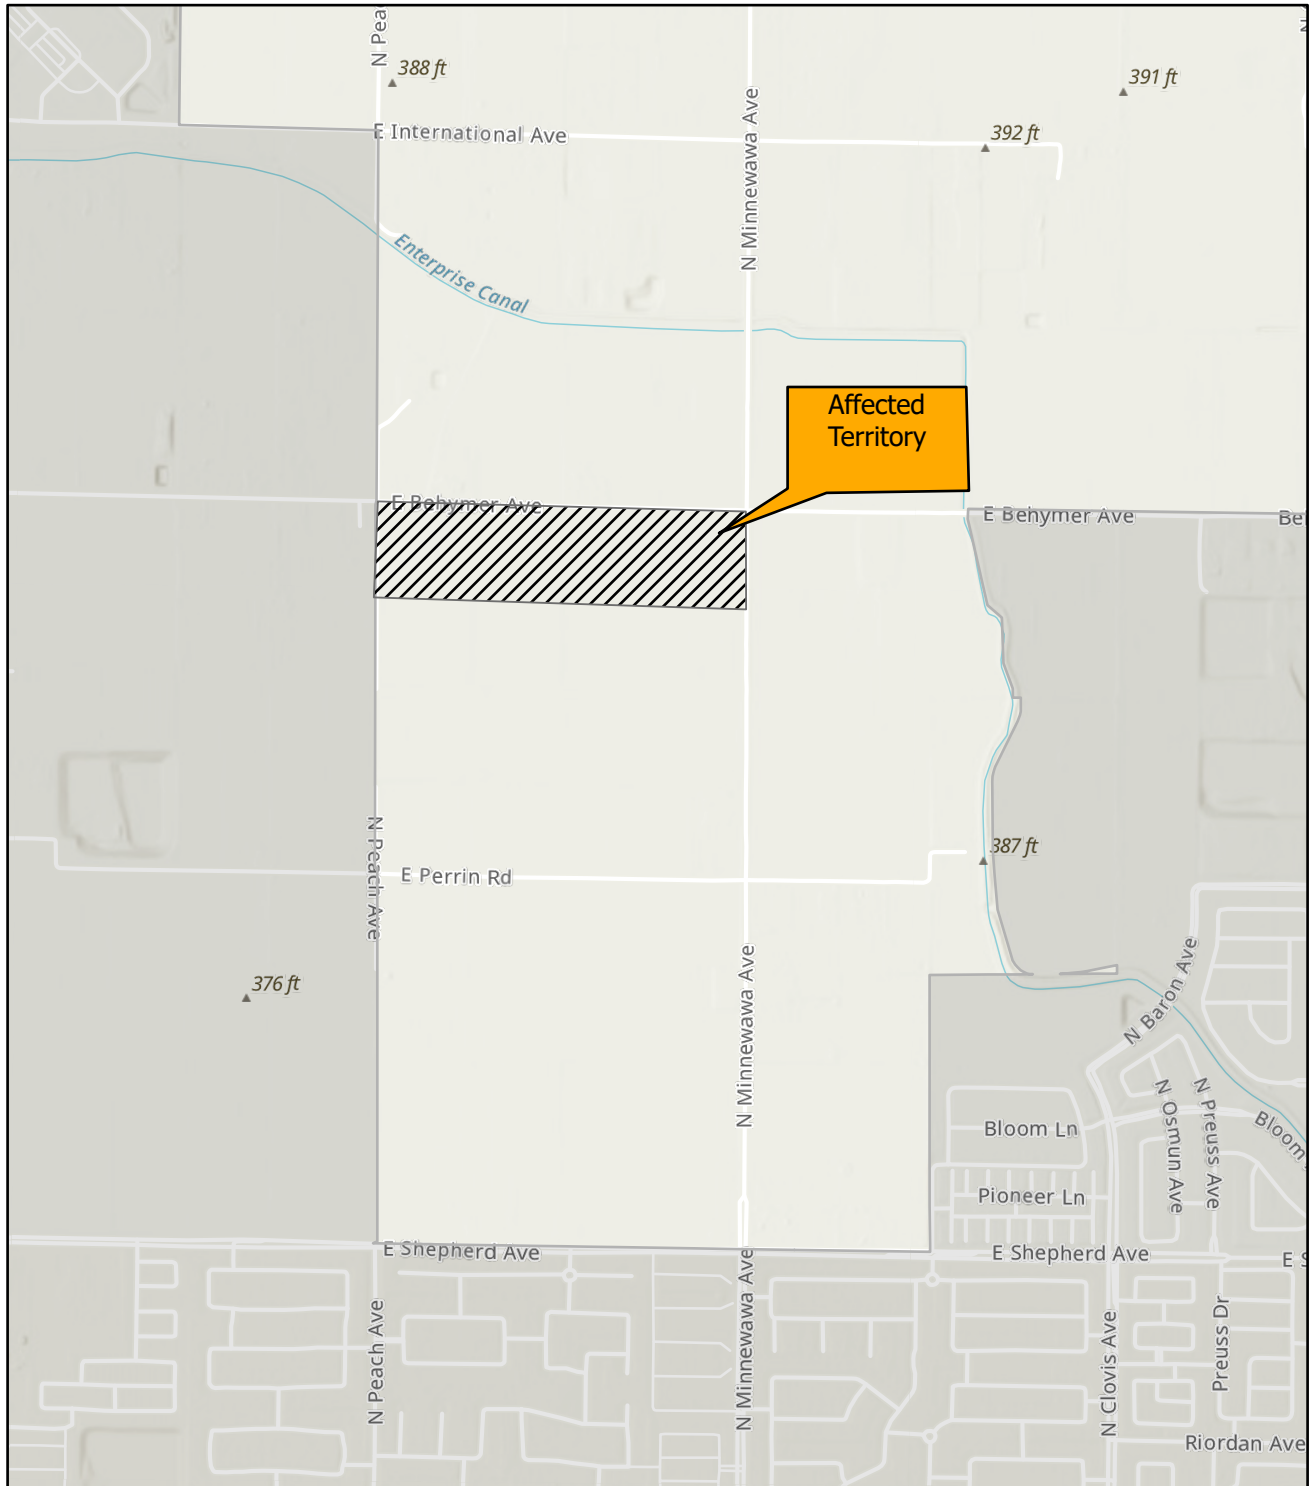 N Pea
388 ft
391 ft
E International Ave
392 ft
N Minnewawa Ave
Enterprise Canal
Affected
Territory
E Behymer Ave
E Behymer Ave
Be
N Peach Ave
E Perrin Rd
387 ft
376 ft
N Minnewawa Ave
N Baron Ave
N Osmun Ave
N Preuss Ave
Bloom
Bloom Ln
Pioneer Ln
E Shepherd Ave
E Shepherd Ave
E S
N Peach Ave
N Minnewawa Ave
N Clovis Ave
Preuss Dr
Riordan Ave